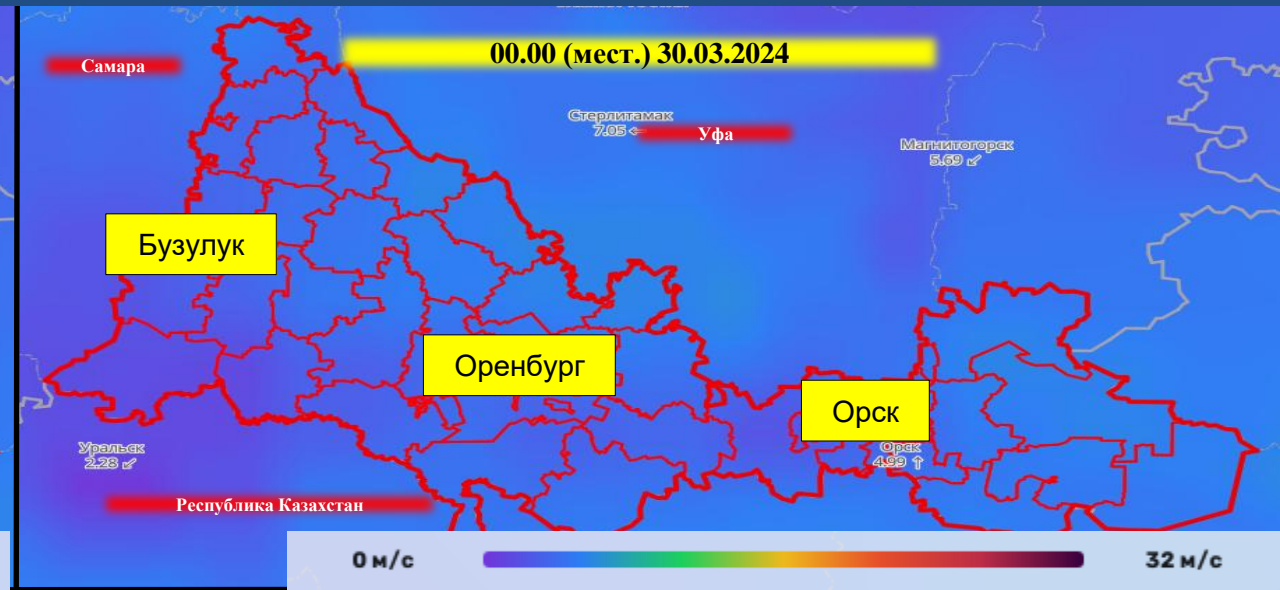 00.00 (мест.) 30.03.2024
Самара
Стерлитамак
7.05 ←
Уфа
Магнитогорск
5.69 ↙
Бузулук
Оренбург
Орск
Орск
4.99 ↑
Уральск
2.28 ↙
Республика Казахстан
0 м/с
32 м/с